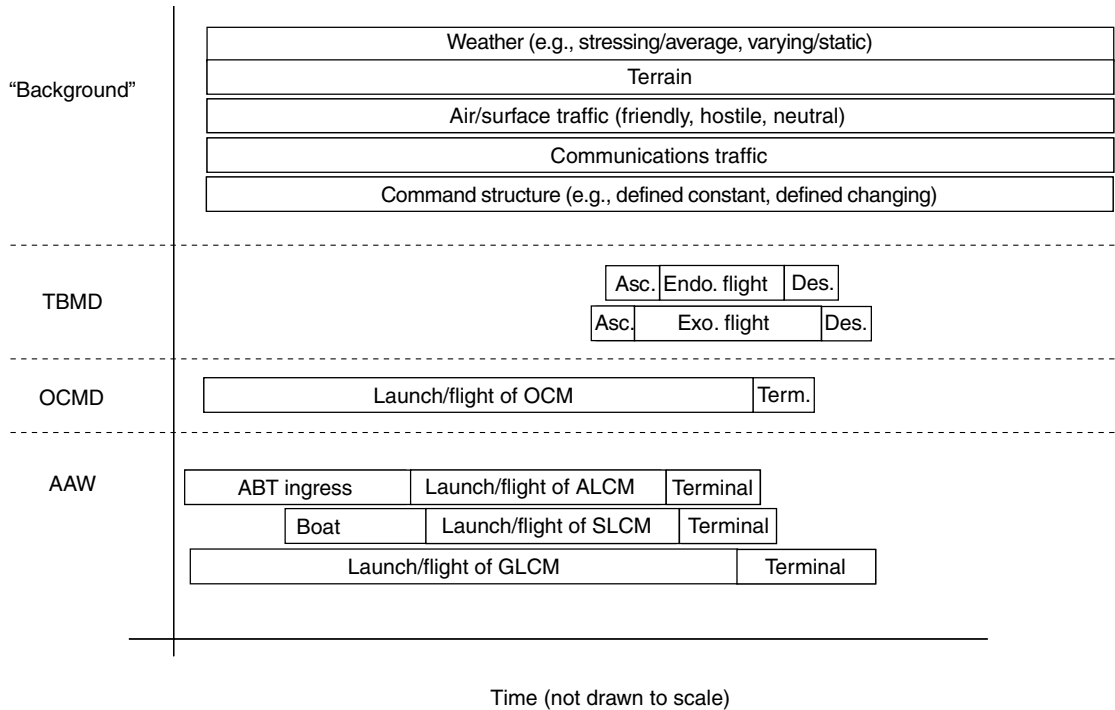 Weather (e.g., stressing/average, varying/static)
Terrain
“Background”
Air/surface traffic (friendly, hostile, neutral)
Communications traffic
Command structure (e.g., defined constant, defined changing)
TBMD
Asc. Endo. flight Des.
Asc. Exo. flight Des.
OCMD
Launch/flight of OCM Term.
AAW
ABT ingress Launch/flight of ALCM Terminal
Boat Launch/flight of SLCM Terminal
Launch/flight of GLCM Terminal
Time (not drawn to scale)